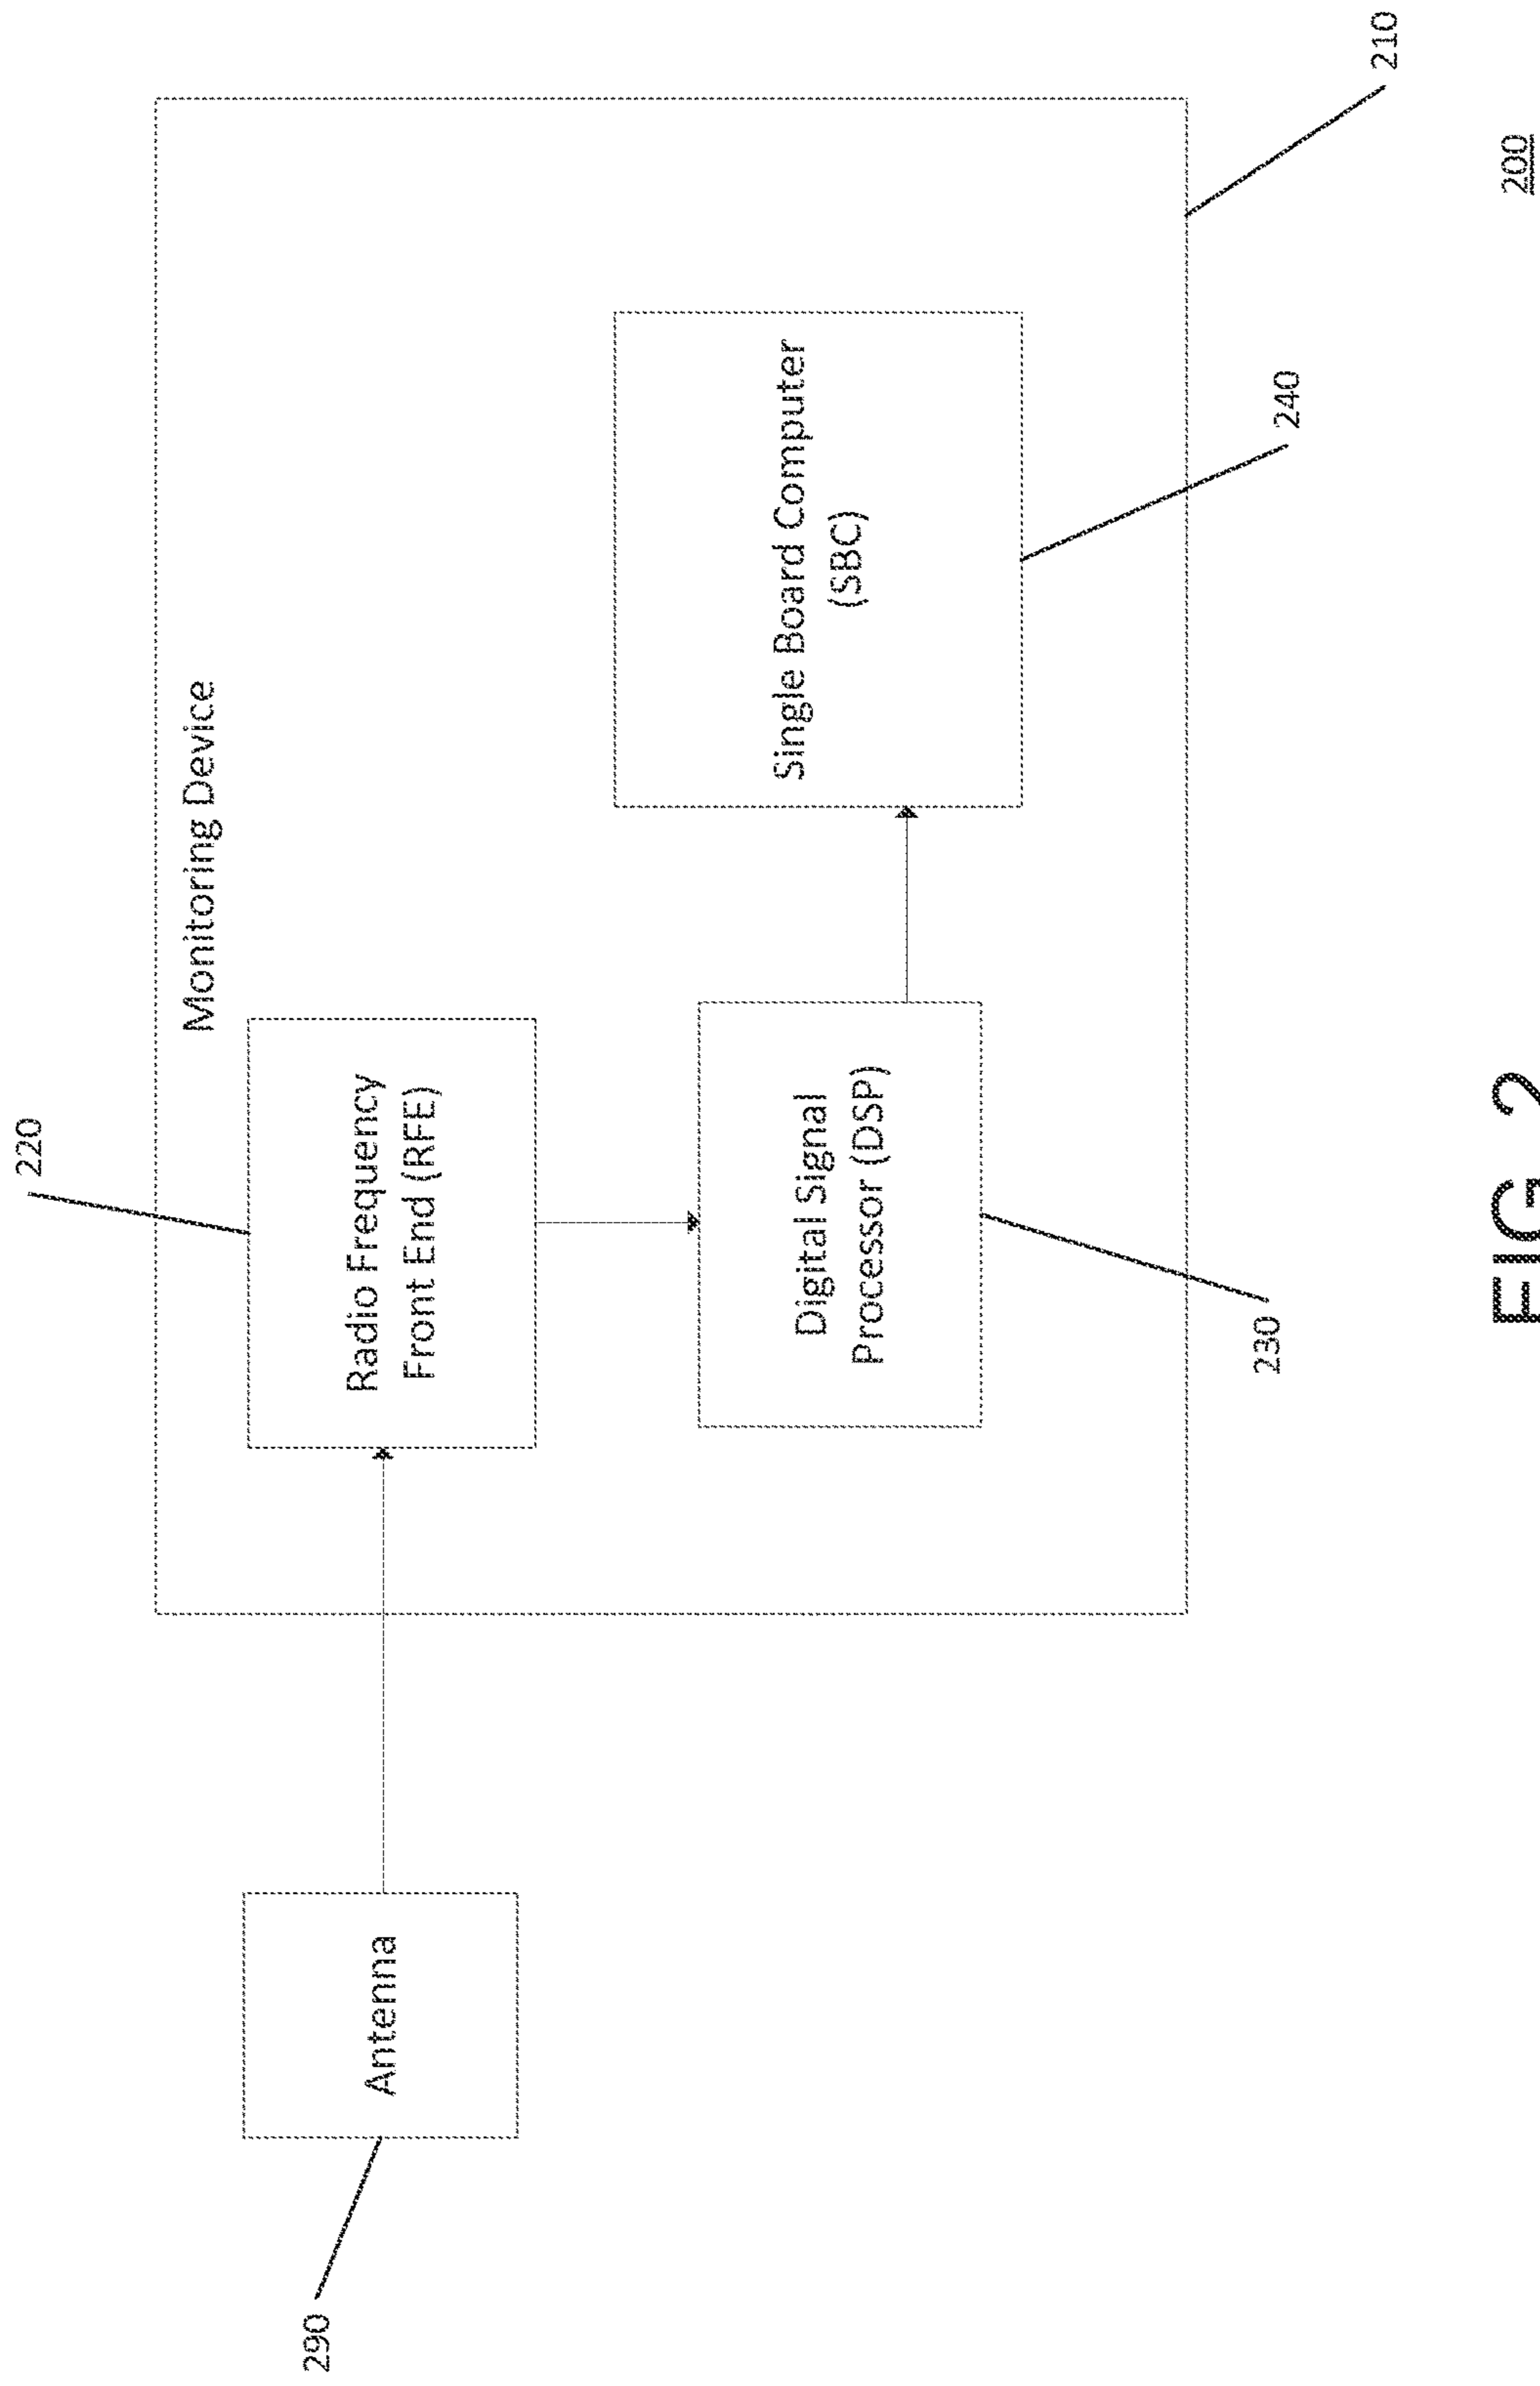 220
Monitoring Device
290
Antenna
Radio Frequency
Front End (RFE)
Digital Signal
Processor (DSP)
Single Board Computer
(SBC)
230
240
210
200
FIG 2